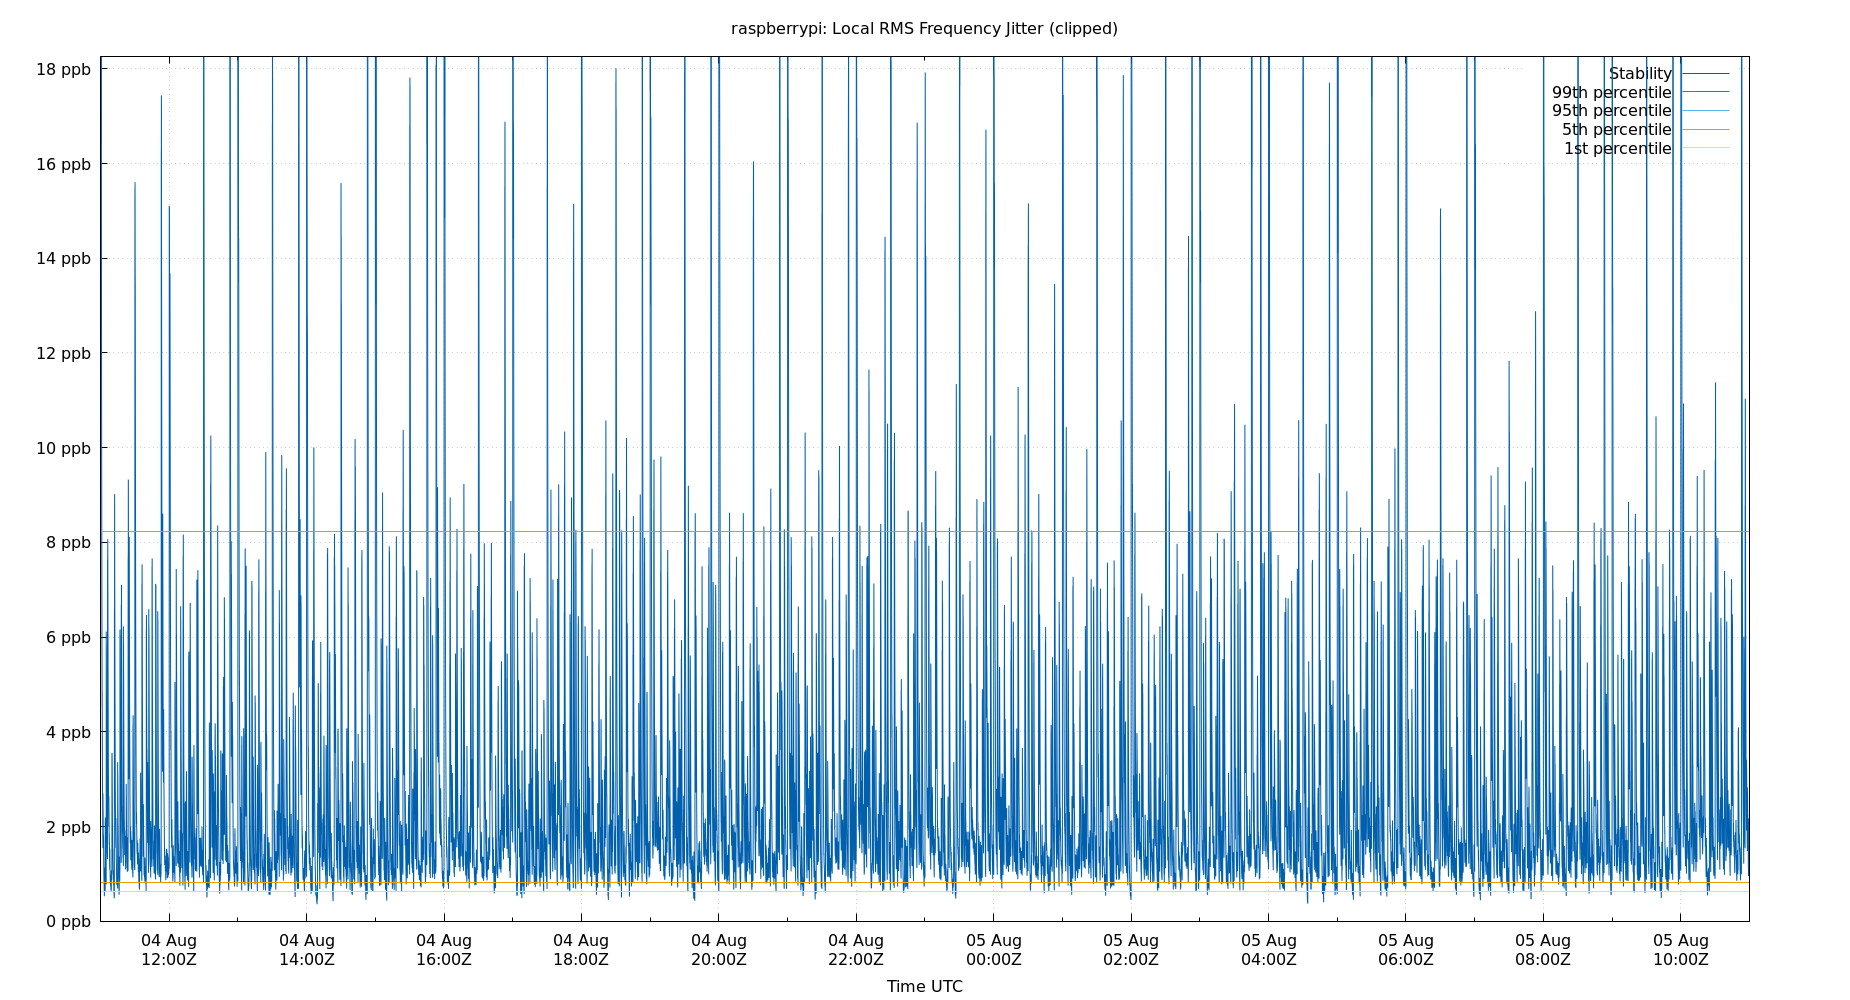 raspberrypi: Local RMS Frequency Jitter (clipped)
18 ppb
16 ppb
14 ppb
12 ppb
10 ppb
8 ppb
6 ppb
4 ppb
2 ppb
0 ppb
Stability
99th percentile
95th percentile
5th percentile
1st percentile
04 Aug 04 Aug 04 Aug 04 Aug 04 Aug 04 Aug 05 Aug 05 Aug 05 Aug 05 Aug 05 Aug 05 Aug
12:00Z 14:00Z 16:00Z 18:00Z 20:00Z 22:00Z 00:00Z 02:00Z 04:00Z 06:00Z 08:00Z 10:00Z
Time UTC